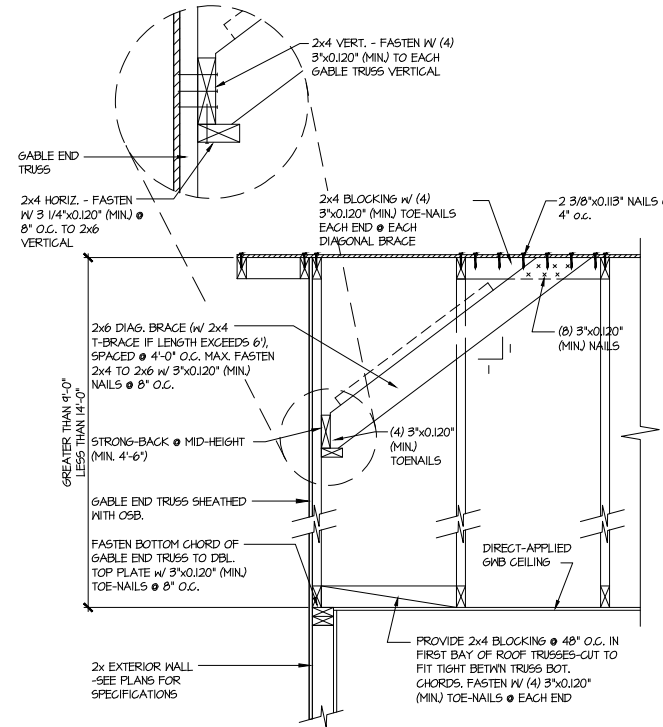 2x4 VERT. - FASTEN W/ (4)
3"x0.120" (MIN.) TO EACH
GABLE TRUSS VERTICAL
GABLE END
TRUSS
2x4 HORIZ. - FASTEN
W/ 3 1/4"x0.120" (MIN.) @
8" O.C. TO 2x6
VERTICAL
2x4 BLOCKING W/ (4)
3"x0.120" (MIN.) TOE-NAILS
EACH END @ EACH
DIAGONAL BRACE
2 3/8"x0.113" NAILS @
4" o.c.
2x6 DIAG. BRACE (W/ 2x4
T-BRACE IF LENGTH EXCEEDS 6'),
SPACED @ 4'-0" O.C. MAX. FASTEN
2x4 TO 2x6 W/ 3"x0.120" (MIN.)
NAILS @ 8" O.C.
(8) 3"x0.120"
(MIN.) NAILS
1
1
GREATER THAN 9'-0"
LESS THAN 14'-0"
STRONG-BACK @ MID-HEIGHT
(MIN. 4'-6")
(4) 3"x0.120"
(MIN.)
TOENAILS
GABLE END TRUSS SHEATHED
WITH OSB.
FASTEN BOTTOM CHORD OF
GABLE END TRUSS TO DBL.
TOP PLATE W/ 3"x0.120" (MIN.)
TOE-NAILS @ 8" O.C.
DIRECT-APPLIED
GWB CEILING
2x EXTERIOR WALL
-SEE PLANS FOR
SPECIFICATIONS
PROVIDE 2x4 BLOCKING @ 48" O.C. IN
FIRST BAY OF ROOF TRUSSES-CUT TO
FIT TIGHT BETW'N TRUSS BOT.
CHORDS. FASTEN W/ (4) 3"x0.120"
(MIN.) TOE-NAILS @ EACH END